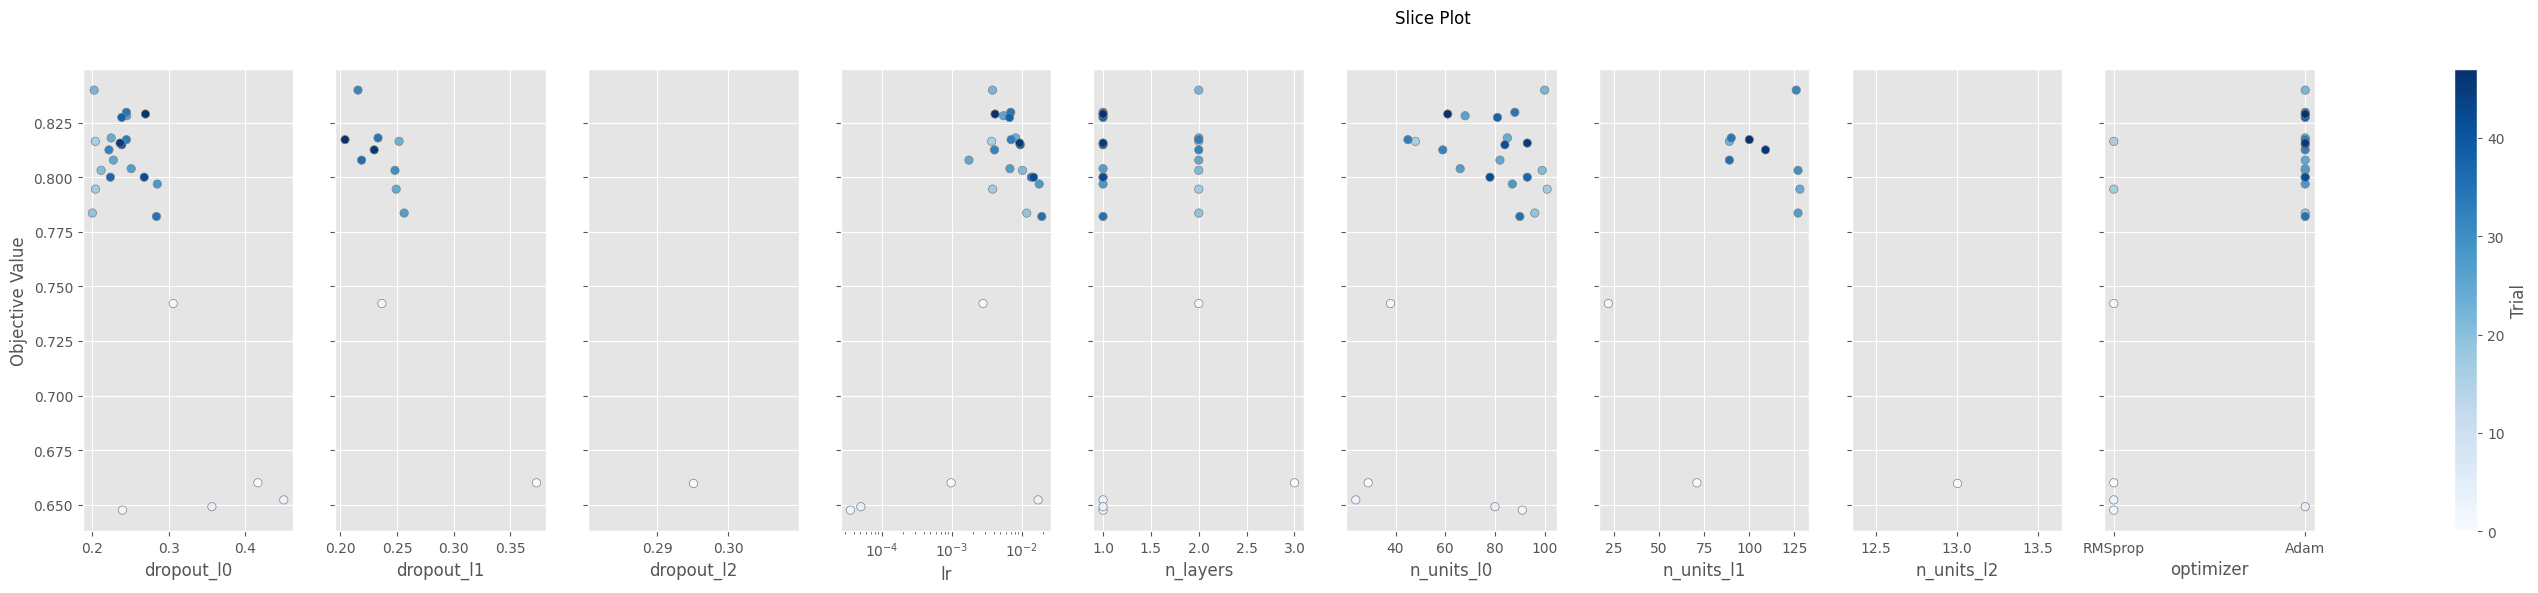 Slice Plot
Objective Value
0.825
0.800
0.775
0.750
0.725
0.700
0.675
0.650
0.2 0.3 0.4
dropout_l0
0.20 0.25 0.30 0.35
dropout_l1
0.29 0.30
dropout_l2
10⁻⁴ 10⁻³ 10⁻²
lr
1.0 1.5 2.0 2.5 3.0
n_layers
40 60 80 100
n_units_l0
25 50 75 100 125
n_units_l1
12.5 13.0 13.5
n_units_l2
RMSprop Adam
optimizer
40
30
20
10
0
Trial